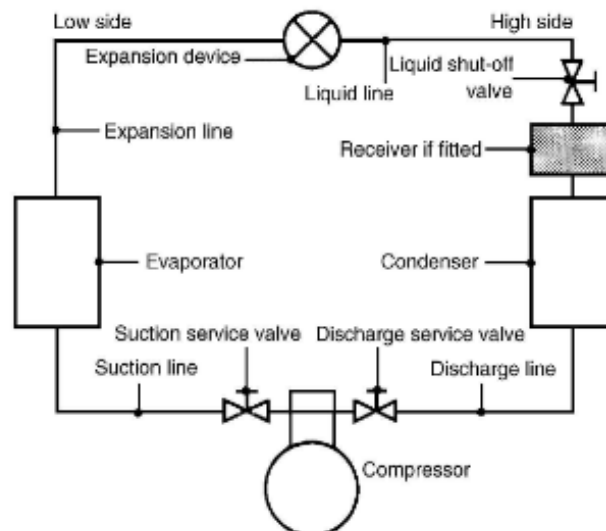 Low side
High side
Expansion device
Liquid line
Liquid shut-off
valve
Expansion line
Receiver if fitted
Evaporator
Condenser
Suction service valve
Discharge service valve
Suction line
Discharge line
Compressor